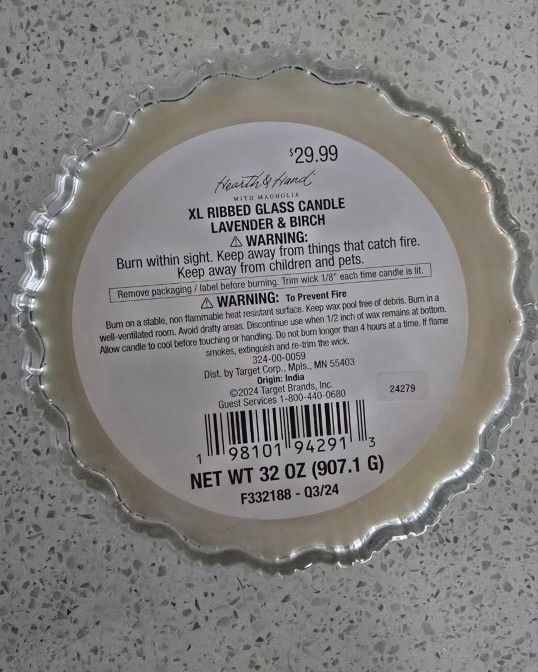 $29.99
Hearth & Hand
WITH MAGNOLIA
XL RIBBED GLASS CANDLE
LAVENDER & BIRCH
⚠ WARNING:
Burn within sight. Keep away from things that catch fire.
Keep away from children and pets.
Remove packaging / label before burning. Trim wick 1/8" each time candle is lit.
⚠ WARNING: To Prevent Fire
Burn on a stable, non flammable heat resistant surface. Keep wax pool free of debris. Burn in a
well-ventilated room. Avoid drafty areas. Discontinue use when 1/2 inch of wax remains at bottom.
Allow candle to cool before touching or handling. Do not burn longer than 4 hours at a time. If flame
smokes, extinguish and re-trim the wick.
324-00-0059
Dist. by Target Corp., Mpls., MN 55403
Origin: India
©2024 Target Brands, Inc.
Guest Services 1-800-440-0680
24279
1 98101 94291 3
NET WT 32 OZ (907.1 G)
F332188 - Q3/24